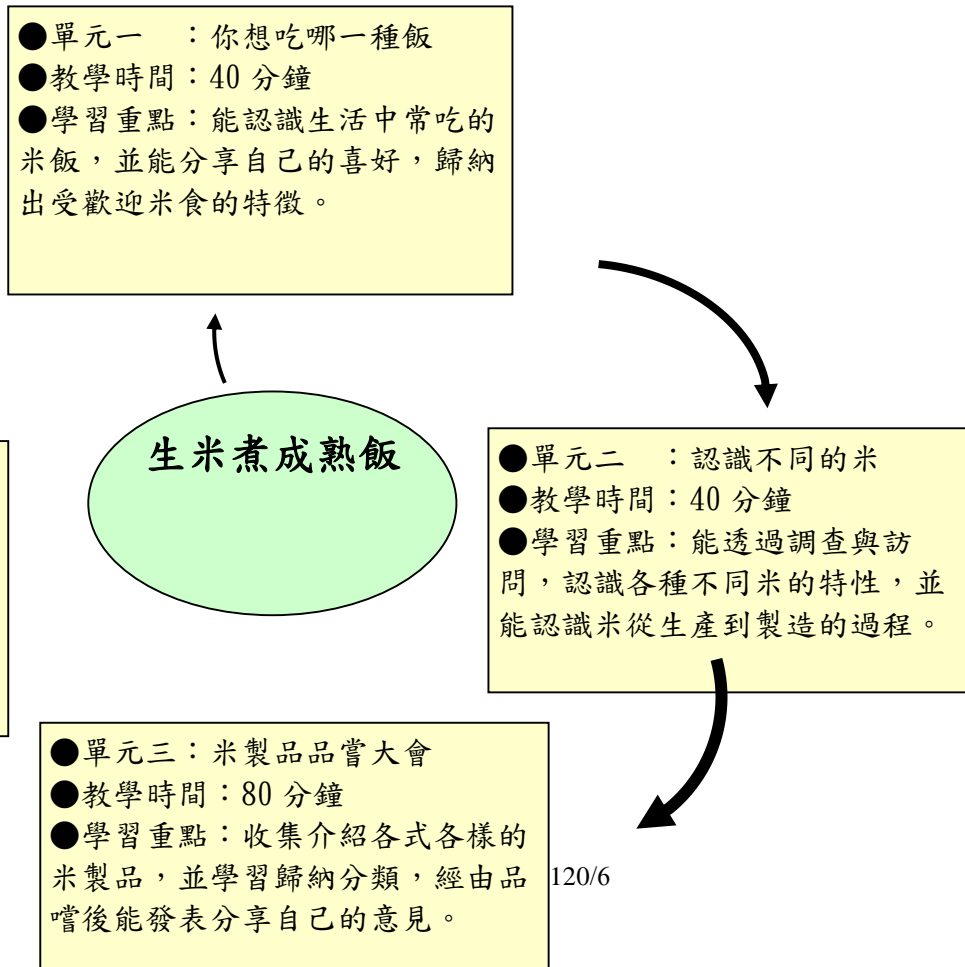 ●單元一　：你想吃哪一種飯
●教學時間：40 分鐘
●學習重點：能認識生活中常吃的
米飯，並能分享自己的喜好，歸納
出受歡迎米食的特徵。
生米煮成熟飯
●單元二　：認識不同的米
●教學時間：40 分鐘
●學習重點：能透過調查與訪
問，認識各種不同米的特性，並
能認識米從生產到製造的過程。
●單元三：米製品品嘗大會
●教學時間：80 分鐘
●學習重點：收集介紹各式各樣的
米製品，並學習歸納分類，經由品
嚐後能發表分享自己的意見。
120/6